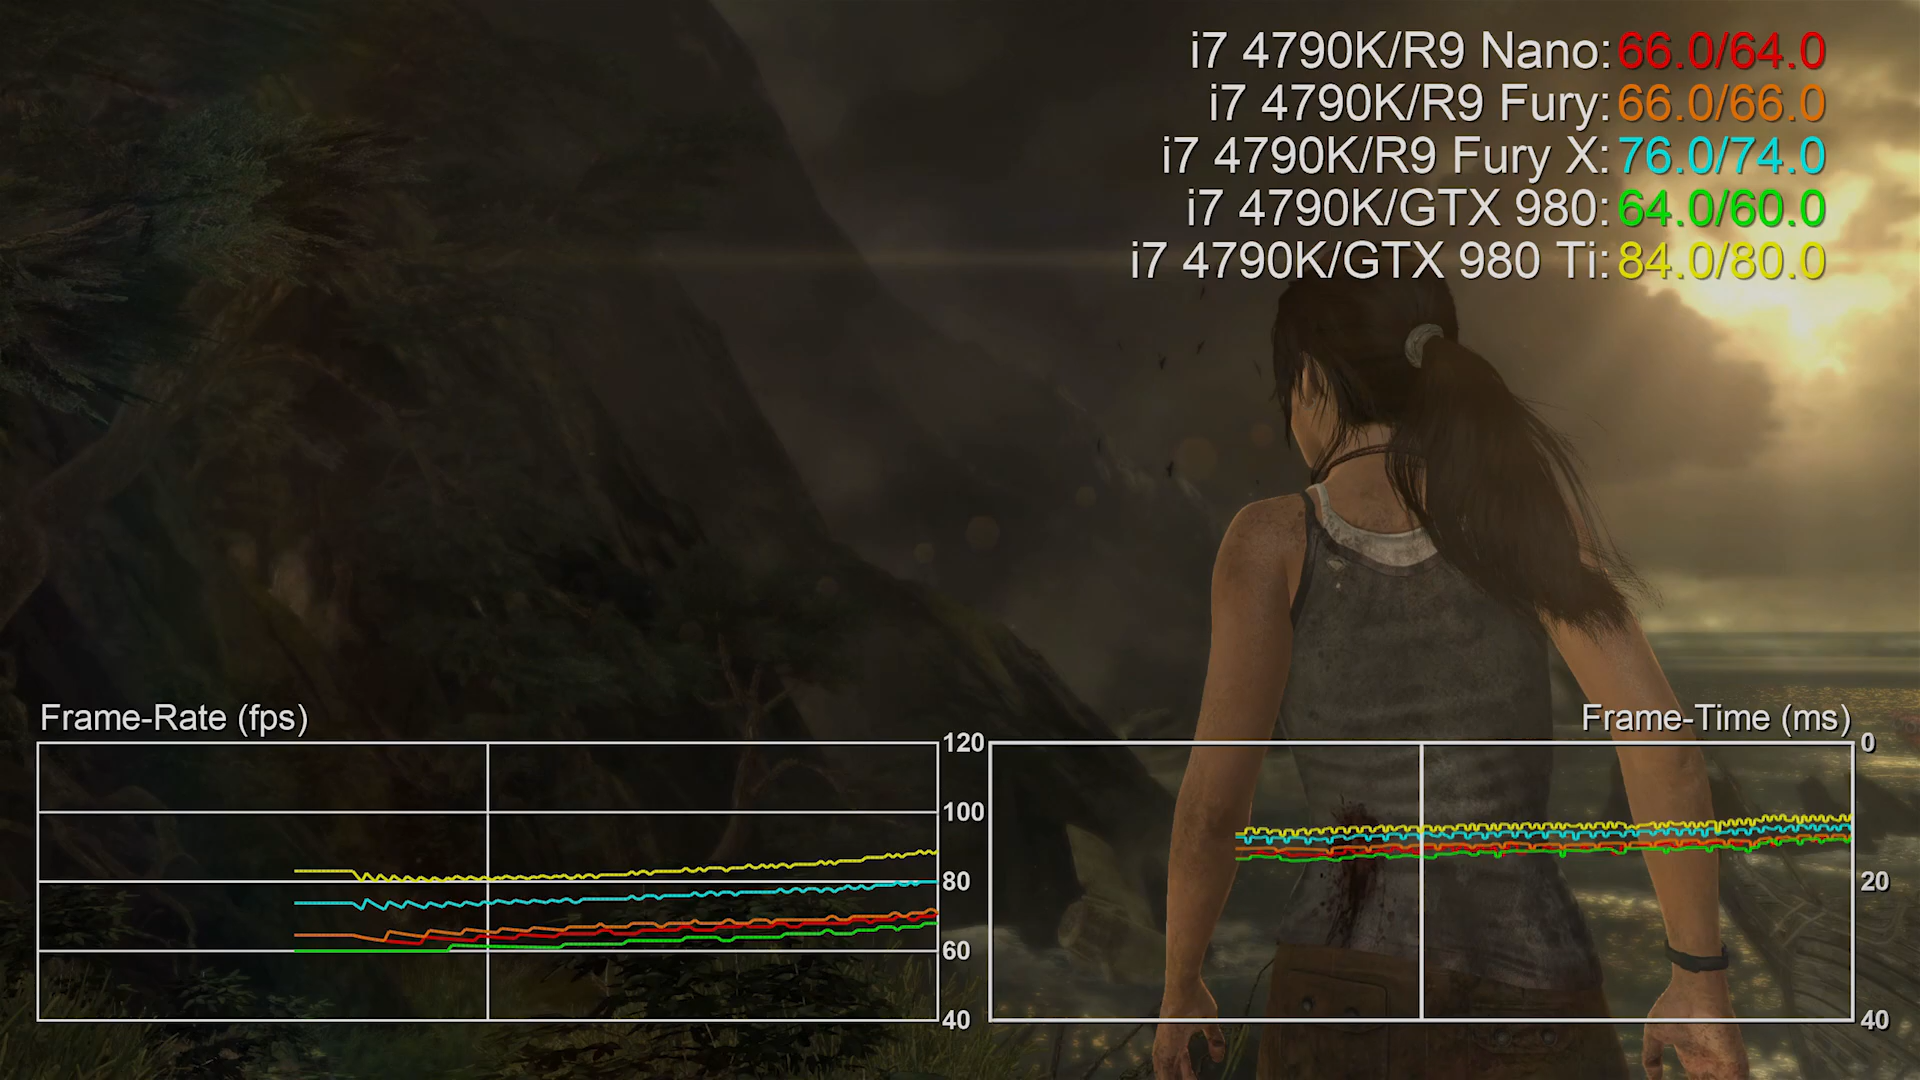 i7 4790K/R9 Nano: 66.0/64.0
i7 4790K/R9 Fury: 66.0/66.0
i7 4790K/R9 Fury X: 76.0/74.0
i7 4790K/GTX 980: 64.0/60.0
i7 4790K/GTX 980 Ti: 84.0/80.0
Frame-Rate (fps)
120
100
80
60
40
Frame-Time (ms)
0
20
40